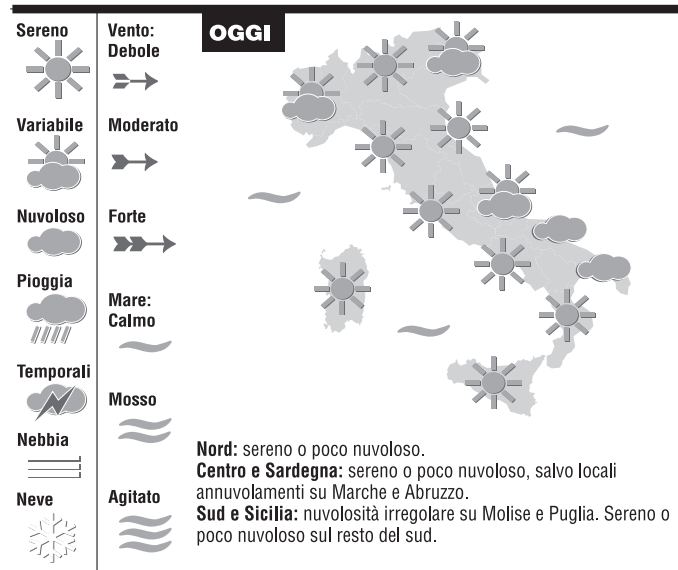 Sereno
Variabile
Nuvoloso
Pioggia
Temporali
Nebbia
Neve
Vento:
Debole
Moderato
Forte
Mare:
Calmo
Mosso
Agitato
OGGI
Nord: sereno o poco nuvoloso.
Centro e Sardegna: sereno o poco nuvoloso, salvo locali
annuvolamenti su Marche e Abruzzo.
Sud e Sicilia: nuvolosità irregolare su Molise e Puglia. Sereno o
poco nuvoloso sul resto del sud.